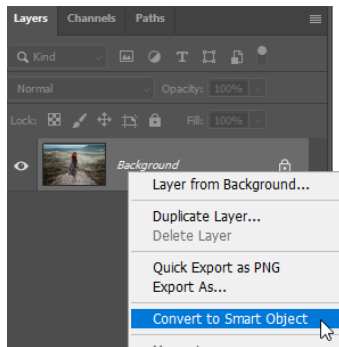 Layers Channels Paths
Kind
Normal Opacity: 100%
Lock: Fill: 100%
Background
Layer from Background...
Duplicate Layer...
Delete Layer
Quick Export as PNG
Export As...
Convert to Smart Object